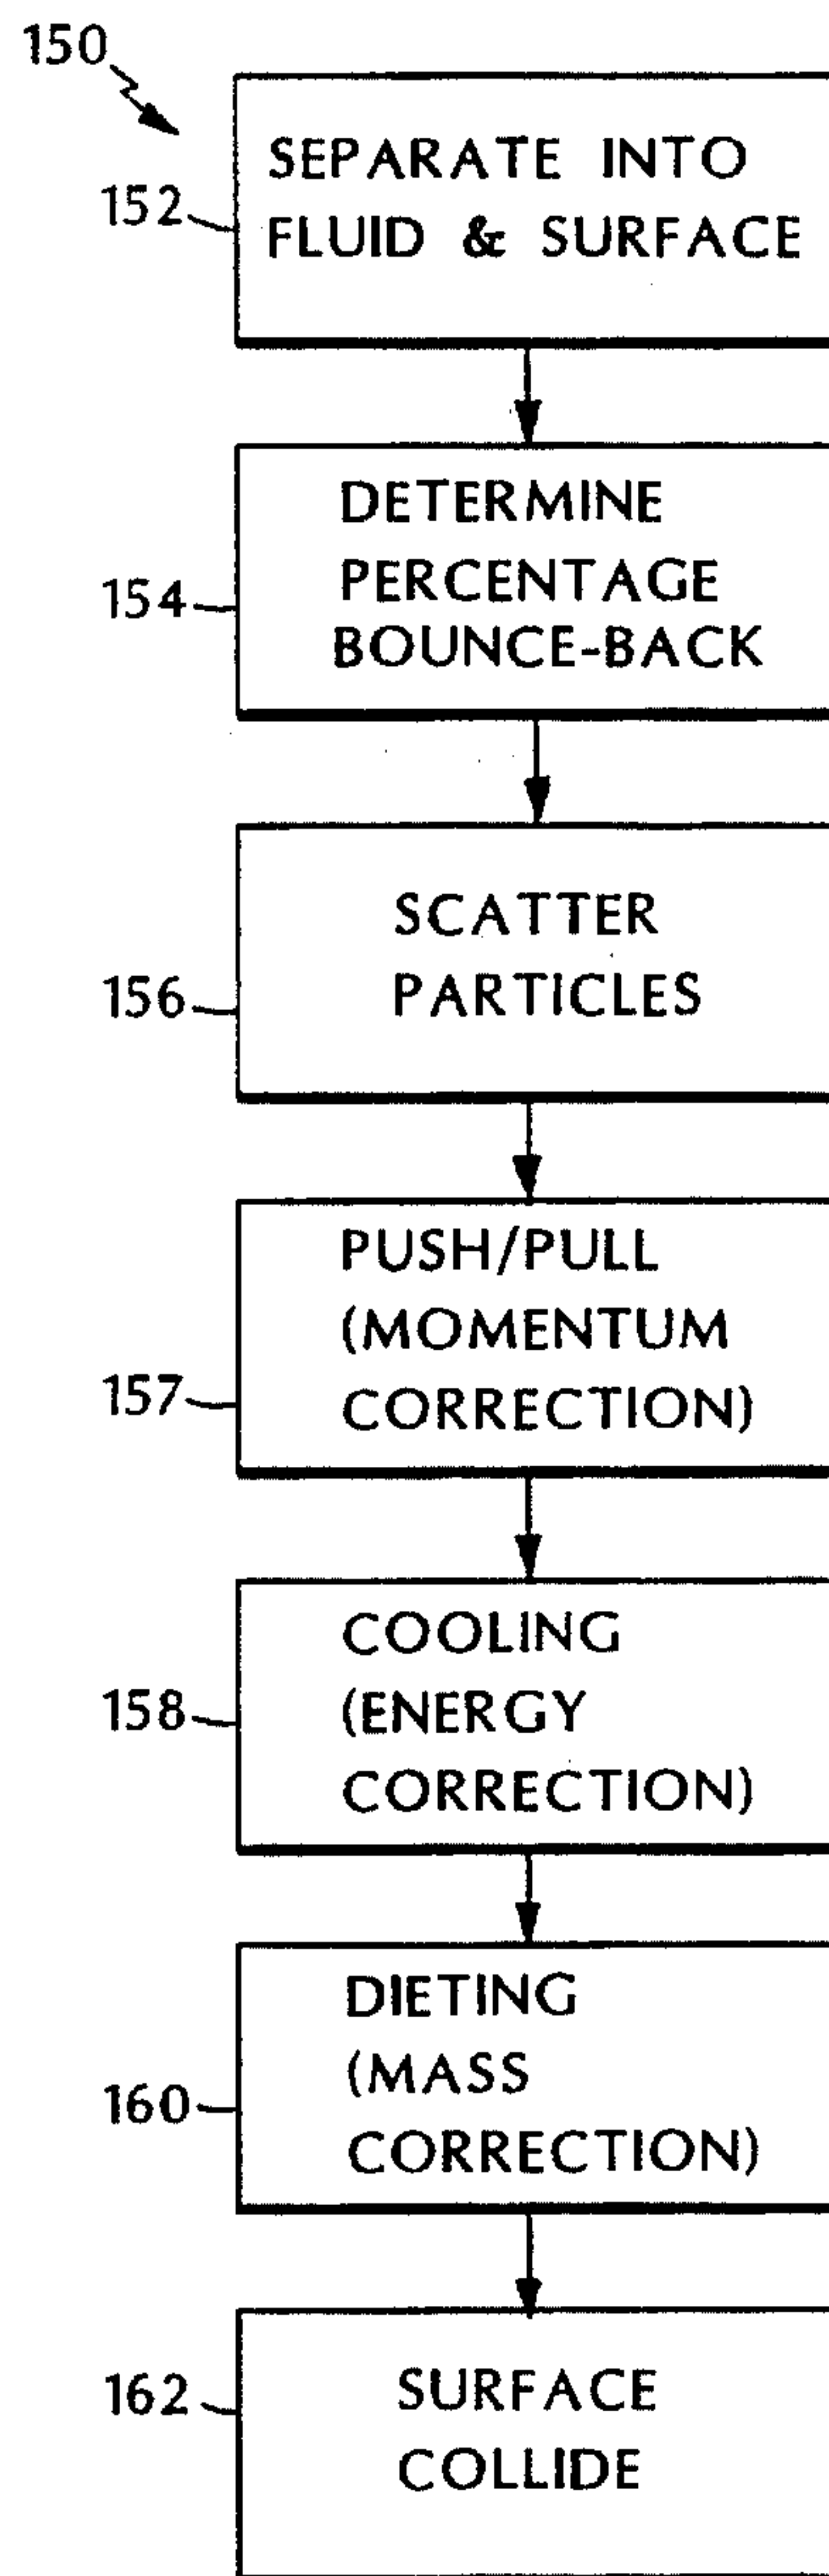 150
152
SEPARATE INTO
FLUID & SURFACE
154
DETERMINE
PERCENTAGE
BOUNCE-BACK
156
SCATTER
PARTICLES
157
PUSH/PULL
(MOMENTUM
CORRECTION)
158
COOLING
(ENERGY
CORRECTION)
160
DIETING
(MASS
CORRECTION)
162
SURFACE
COLLIDE